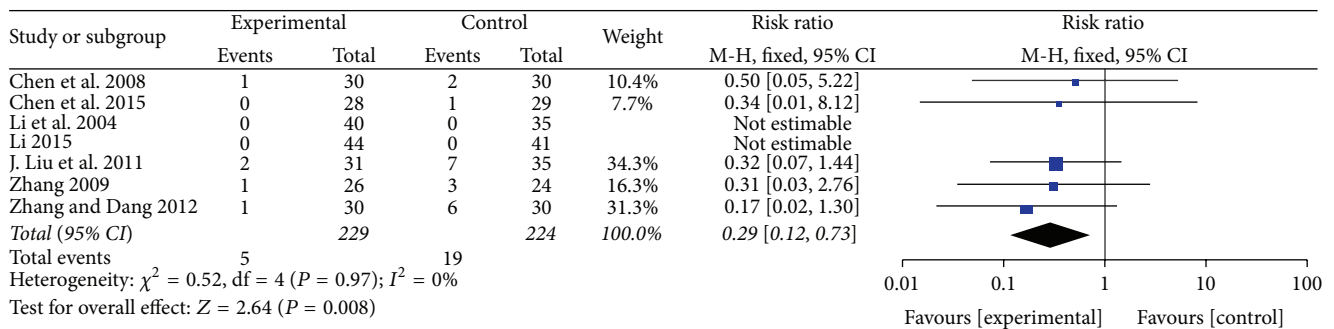 Study or subgroup Experimental Control Weight Risk ratio Risk ratio
Events Total Events Total M-H, fixed, 95% CI M-H, fixed, 95% CI
Chen et al. 2008 1 30 2 30 10.4% 0.50 [0.05, 5.22]
Chen et al. 2015 0 28 1 29 7.7% 0.34 [0.01, 8.12]
Li et al. 2004 0 40 0 35 Not estimable
Li 2015 0 44 0 41 Not estimable
J. Liu et al. 2011 2 31 7 35 34.3% 0.32 [0.07, 1.44]
Zhang 2009 1 26 3 24 16.3% 0.31 [0.03, 2.76]
Zhang and Dang 2012 1 30 6 30 31.3% 0.17 [0.02, 1.30]
Total (95% CI) 229 224 100.0% 0.29 [0.12, 0.73]
Total events 5 19
Heterogeneity: χ² = 0.52, df = 4 (P = 0.97); I² = 0%
Test for overall effect: Z = 2.64 (P = 0.008)
0.01 0.1 1 10 100
Favours [experimental] Favours [control]